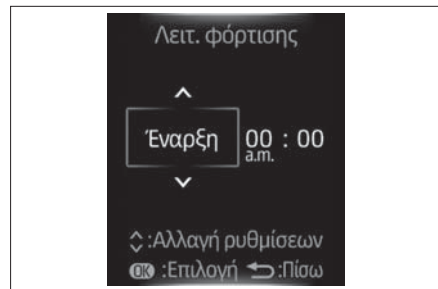 Λειτ. φόρτισης
Έναρξη 00 : 00
a.m.
:Αλλαγή ρυθμίσεων
OK :Επιλογή :Πίσω